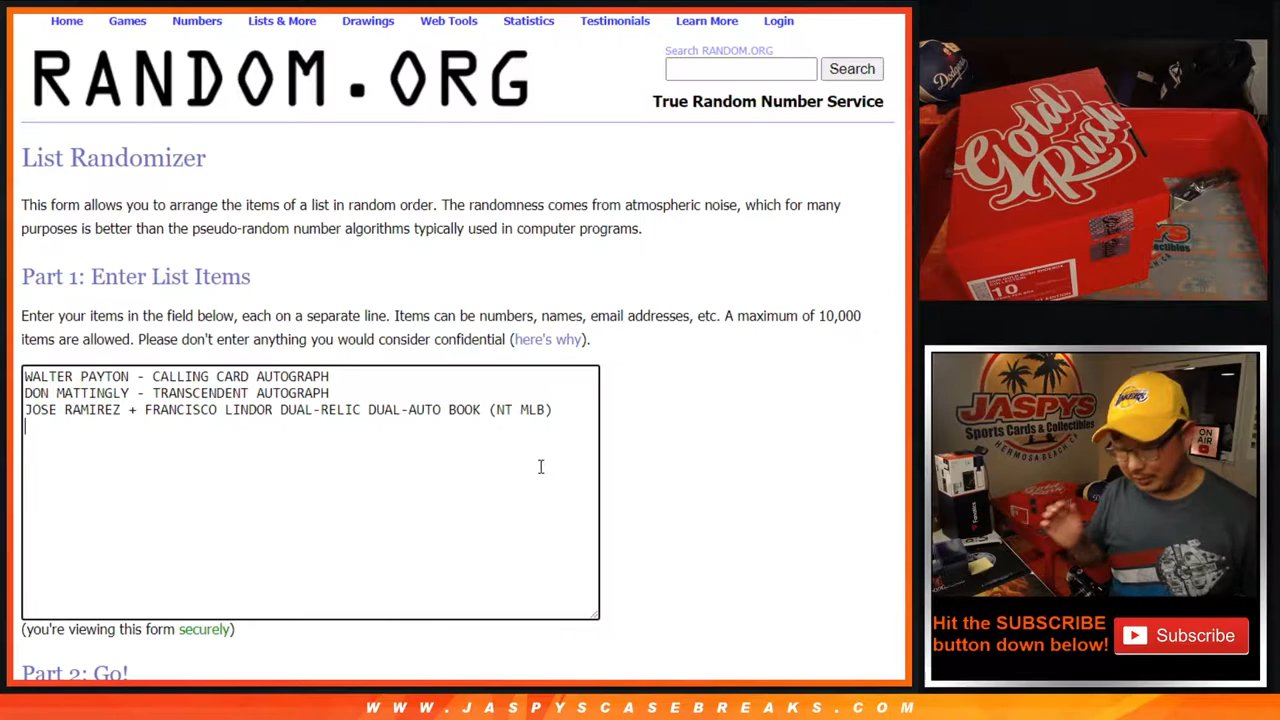 Home Games Numbers Lists & More Drawings Web Tools Statistics Testimonials Learn More Login
RANDOM.ORG
Search RANDOM.ORG
Search
True Random Number Service
List Randomizer
This form allows you to arrange the items of a list in random order. The randomness comes from atmospheric noise, which for many
purposes is better than the pseudo-random number algorithms typically used in computer programs.
Part 1: Enter List Items
Enter your items in the field below, each on a separate line. Items can be numbers, names, email addresses, etc. A maximum of 10,000
items are allowed. Please don't enter anything you would consider confidential (here's why).
WALTER PAYTON - CALLING CARD AUTOGRAPH
DON MATTINGLY - TRANSCENDENT AUTOGRAPH
JOSE RAMIREZ + FRANCISCO LINDOR DUAL-RELIC DUAL-AUTO BOOK (NT MLB)
(you're viewing this form securely)
Part 2: Go!
Dodgers
Gold
Rush
10
JASPYS
Sports Cards & Collectibles
HERMOSA BEACH, CA
ON
AIR
Fanatics
Hit the SUBSCRIBE
button down below!
Subscribe
WWW.JASPYSCASEBREAKS.COM